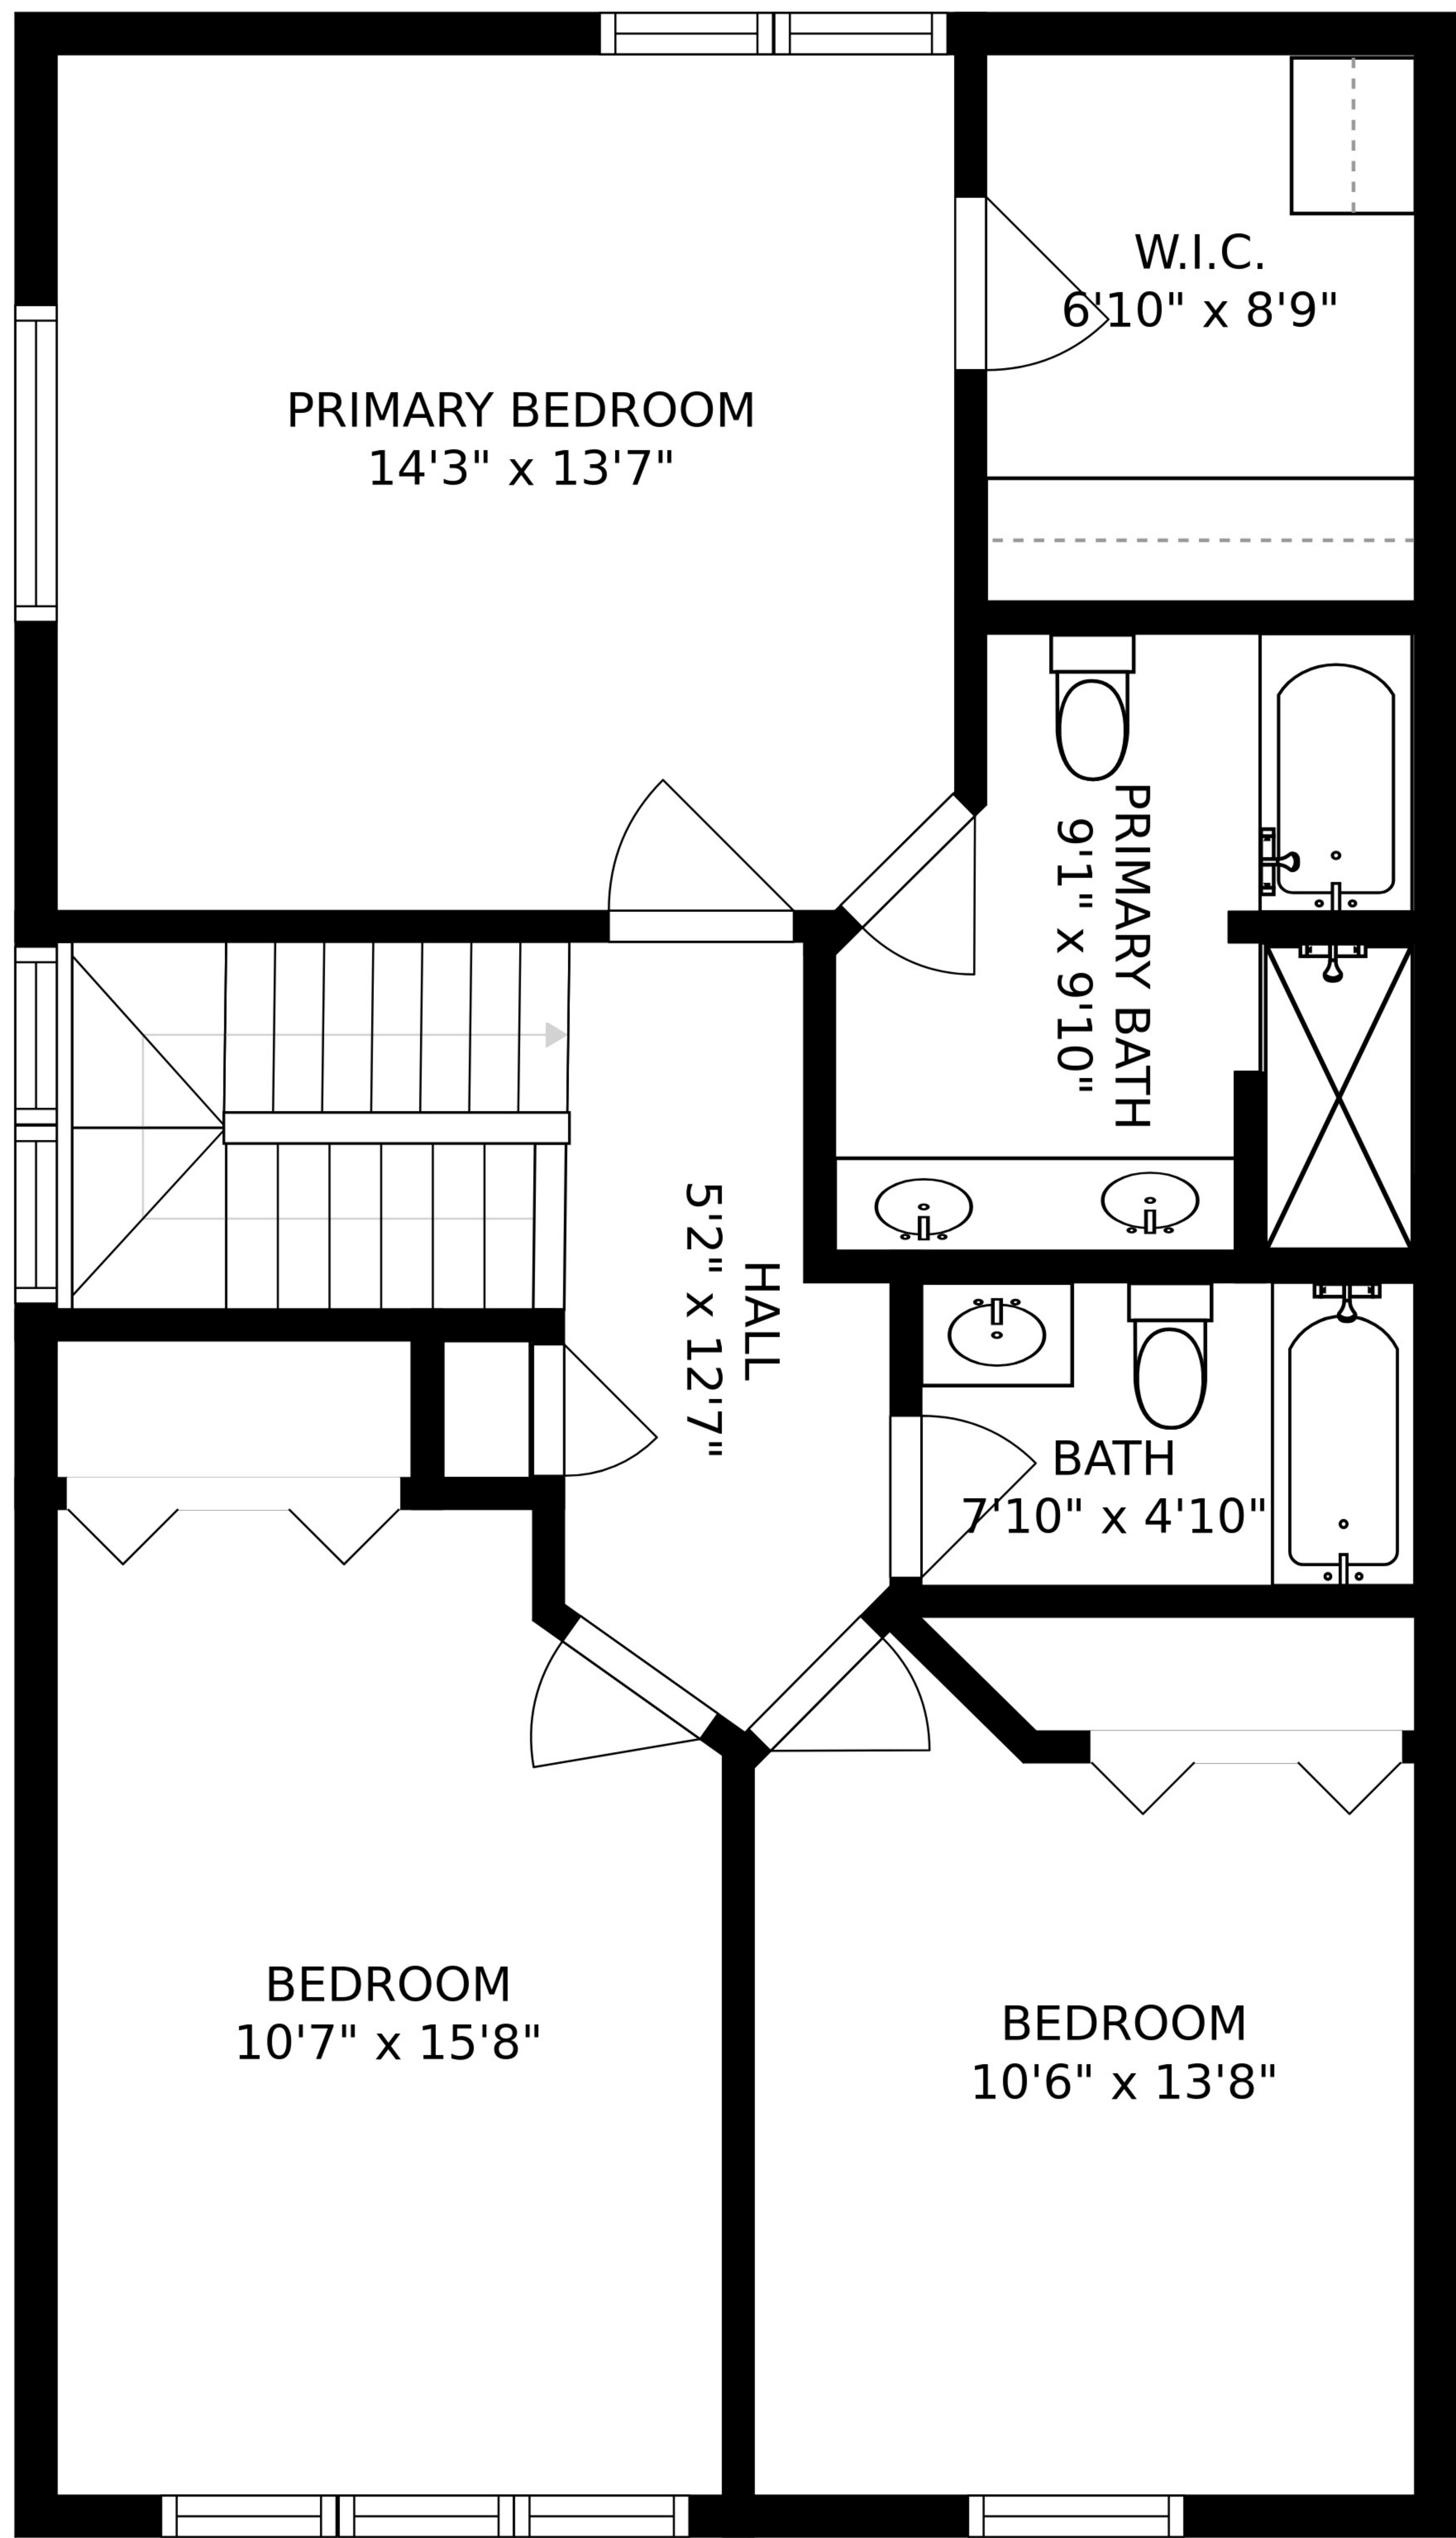 W.I.C.
6'10" x 8'9"
PRIMARY BEDROOM
14'3" x 13'7"
PRIMARY BATH
9'1" x 9'10"
HALL
5'2" x 12'7"
BATH
7'10" x 4'10"
BEDROOM
10'7" x 15'8"
BEDROOM
10'6" x 13'8"